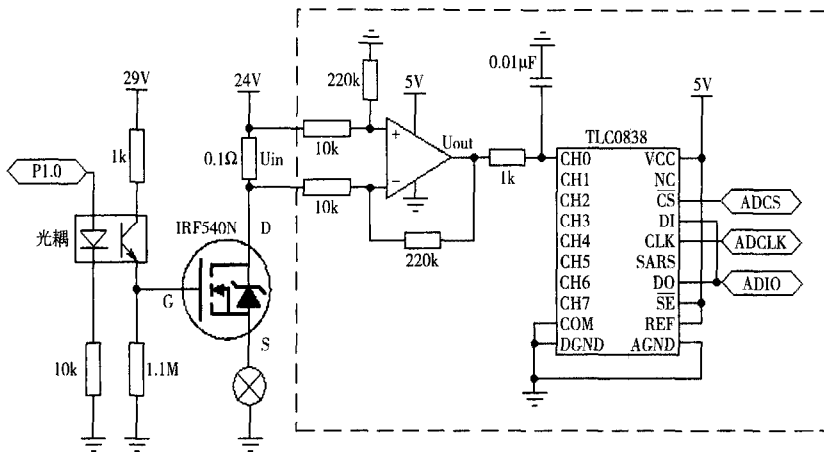 29V
24V
220k
5V
0.01μF
5V
TLC0838
1k
0.1Ω
Uin
10k
+
Uout
P1.0
10k
−
1k
光耦
IRF540N
D
G
S
220k
10k
1.1M
CH0
CH1
CH2
CH3
CH4
CH5
CH6
CH7
COM
DGND
VCC
NC
CS
DI
CLK
SARS
DO
SE
REF
AGND
ADCS
ADCLK
ADIO